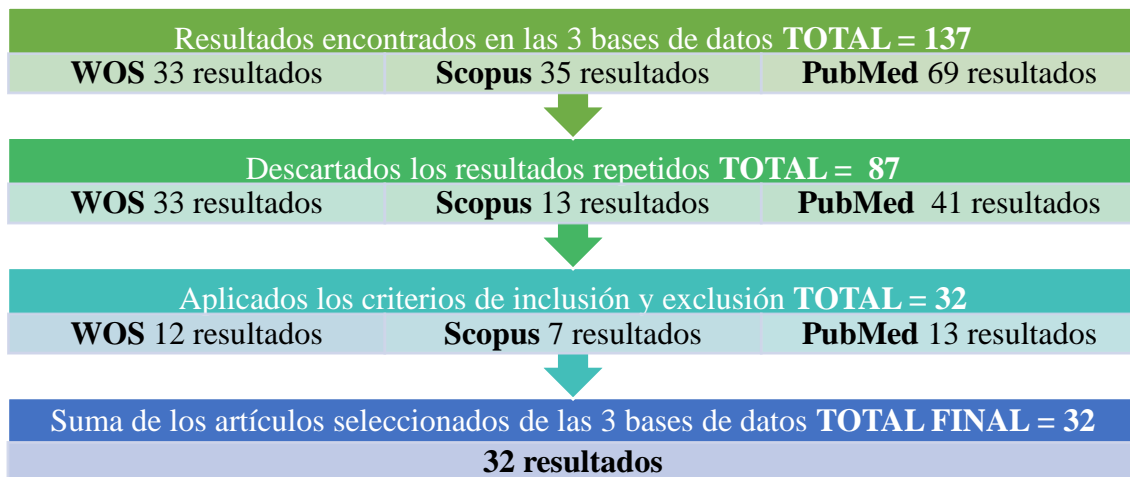 Resultados encontrados en las 3 bases de datos TOTAL = 137
WOS 33 resultados Scopus 35 resultados PubMed 69 resultados
Descartados los resultados repetidos TOTAL = 87
WOS 33 resultados Scopus 13 resultados PubMed 41 resultados
Aplicados los criterios de inclusión y exclusión TOTAL = 32
WOS 12 resultados Scopus 7 resultados PubMed 13 resultados
Suma de los artículos seleccionados de las 3 bases de datos TOTAL FINAL = 32
32 resultados